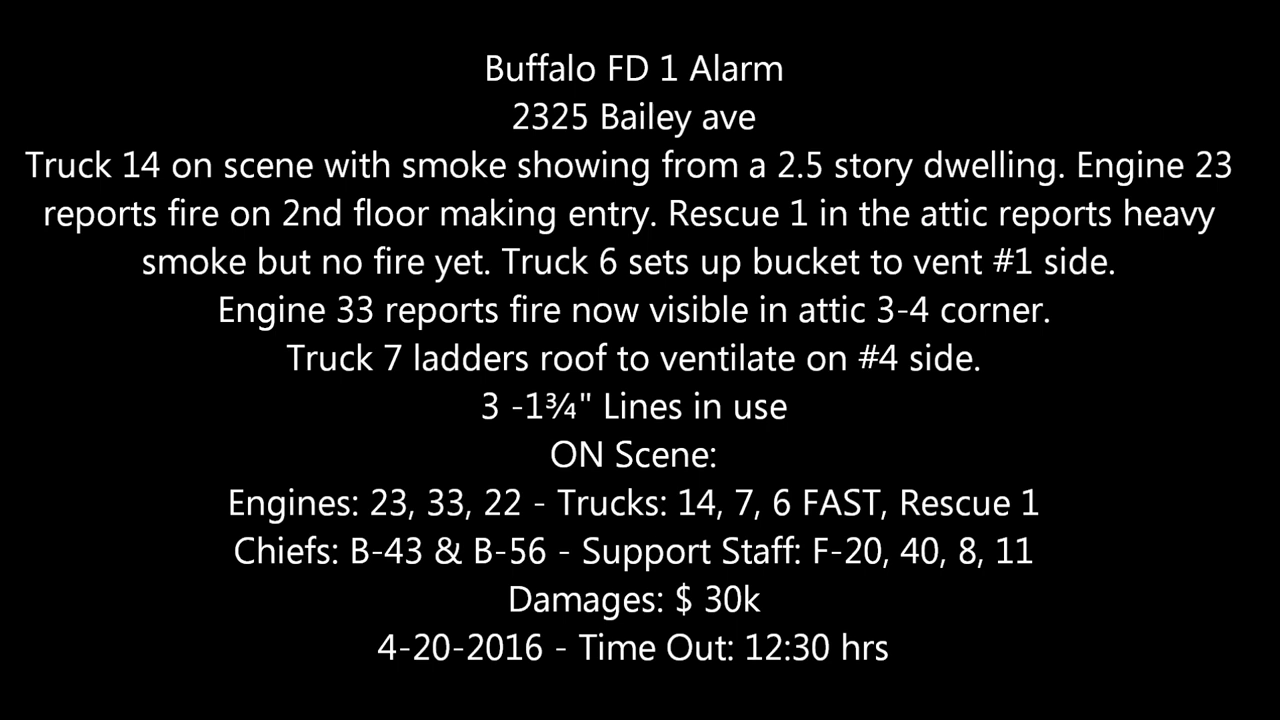 Buffalo FD 1 Alarm
2325 Bailey ave
Truck 14 on scene with smoke showing from a 2.5 story dwelling. Engine 23
reports fire on 2nd floor making entry. Rescue 1 in the attic reports heavy
smoke but no fire yet. Truck 6 sets up bucket to vent #1 side.
Engine 33 reports fire now visible in attic 3-4 corner.
Truck 7 ladders roof to ventilate on #4 side.
3 -1¾" Lines in use
ON Scene:
Engines: 23, 33, 22 - Trucks: 14, 7, 6 FAST, Rescue 1
Chiefs: B-43 & B-56 - Support Staff: F-20, 40, 8, 11
Damages: $ 30k
4-20-2016 - Time Out: 12:30 hrs